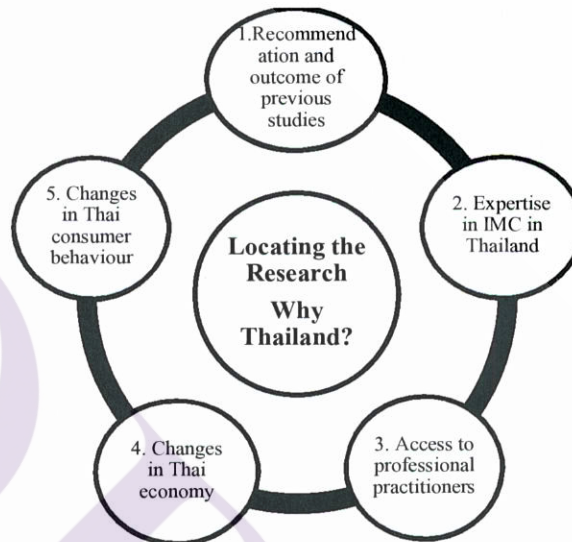 1.Recommend
ation and
outcome of
previous
studies
2. Expertise
in IMC in
Thailand
3. Access to
professional
practitioners
4. Changes
in Thai
economy
5. Changes
in Thai
consumer
behaviour
Locating the
Research
Why
Thailand?